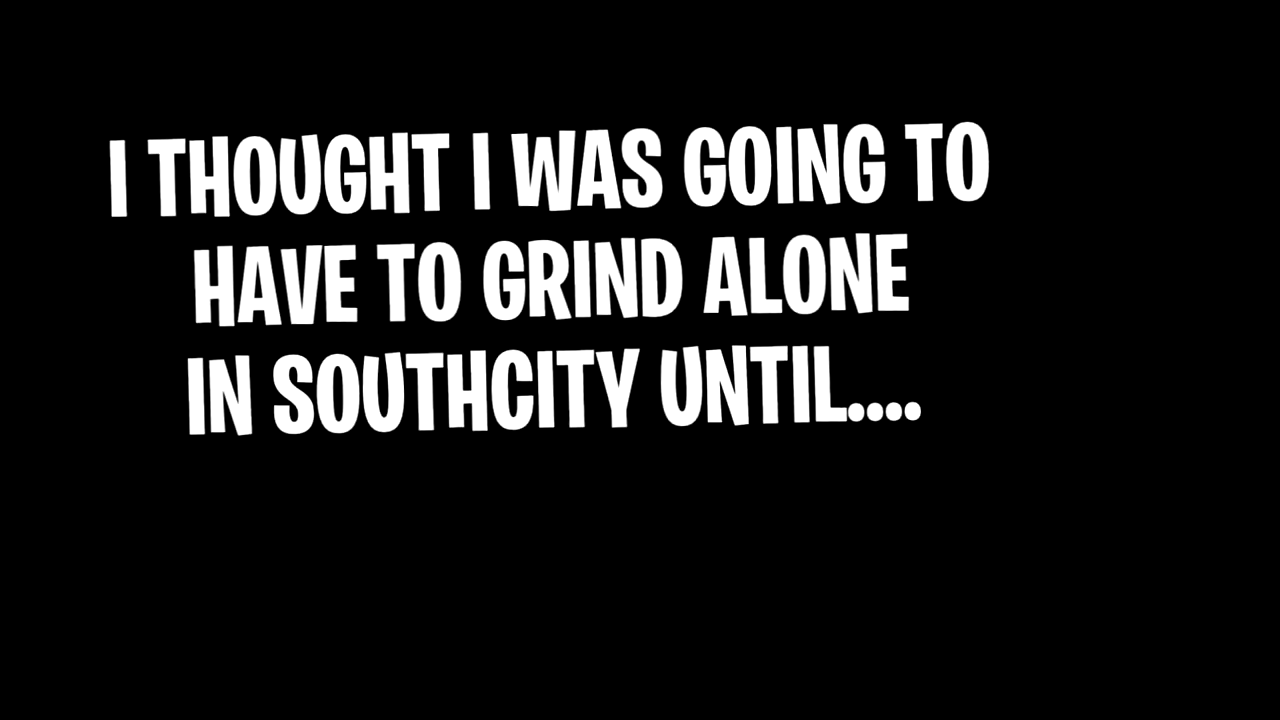 I THOUGHT I WAS GOING TO
HAVE TO GRIND ALONE
IN SOUTHCITY UNTIL....